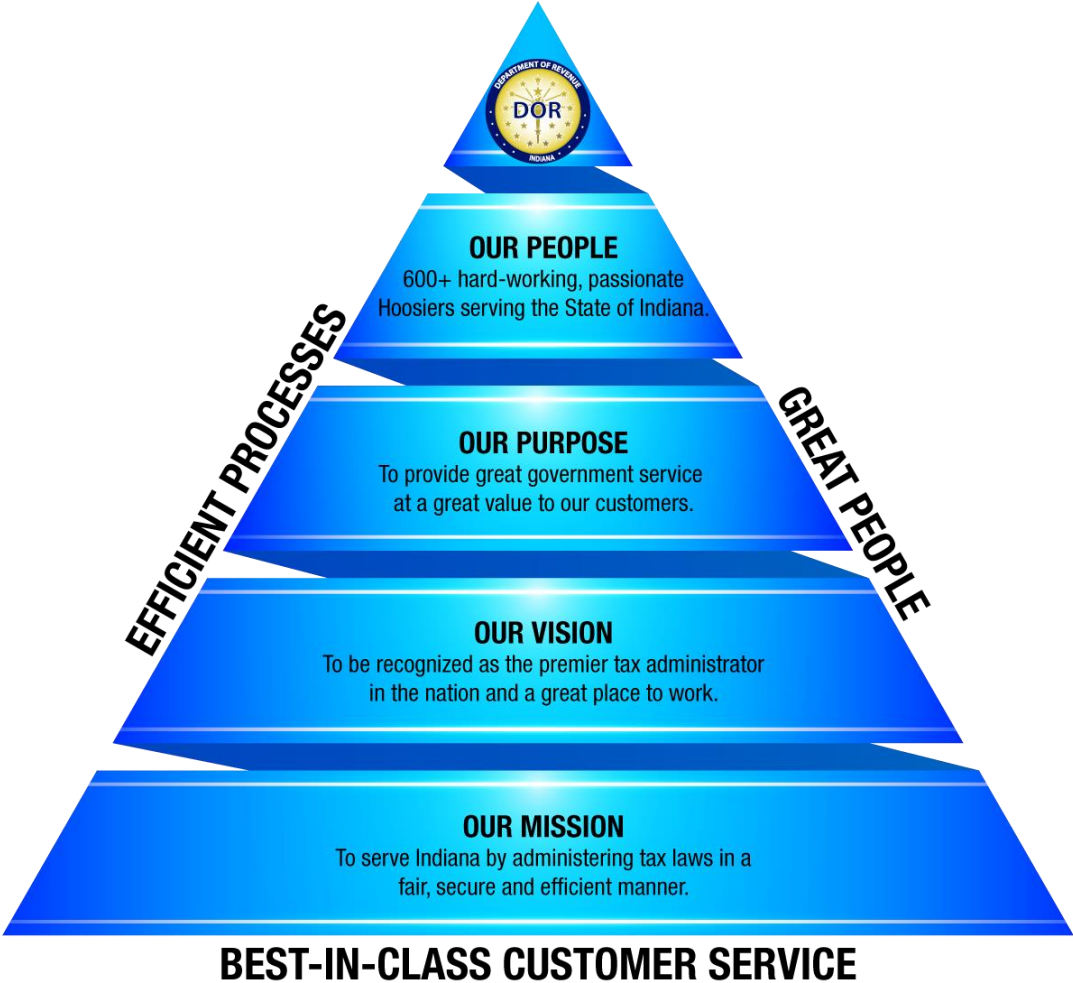 DEPARTMENT OF REVENUE
DOR
INDIANA
OUR PEOPLE
600+ hard-working, passionate
Hoosiers serving the State of Indiana.
EFFICIENT PROCESSES
GREAT PEOPLE
OUR PURPOSE
To provide great government service
at a great value to our customers.
OUR VISION
To be recognized as the premier tax administrator
in the nation and a great place to work.
OUR MISSION
To serve Indiana by administering tax laws in a
fair, secure and efficient manner.
BEST-IN-CLASS CUSTOMER SERVICE